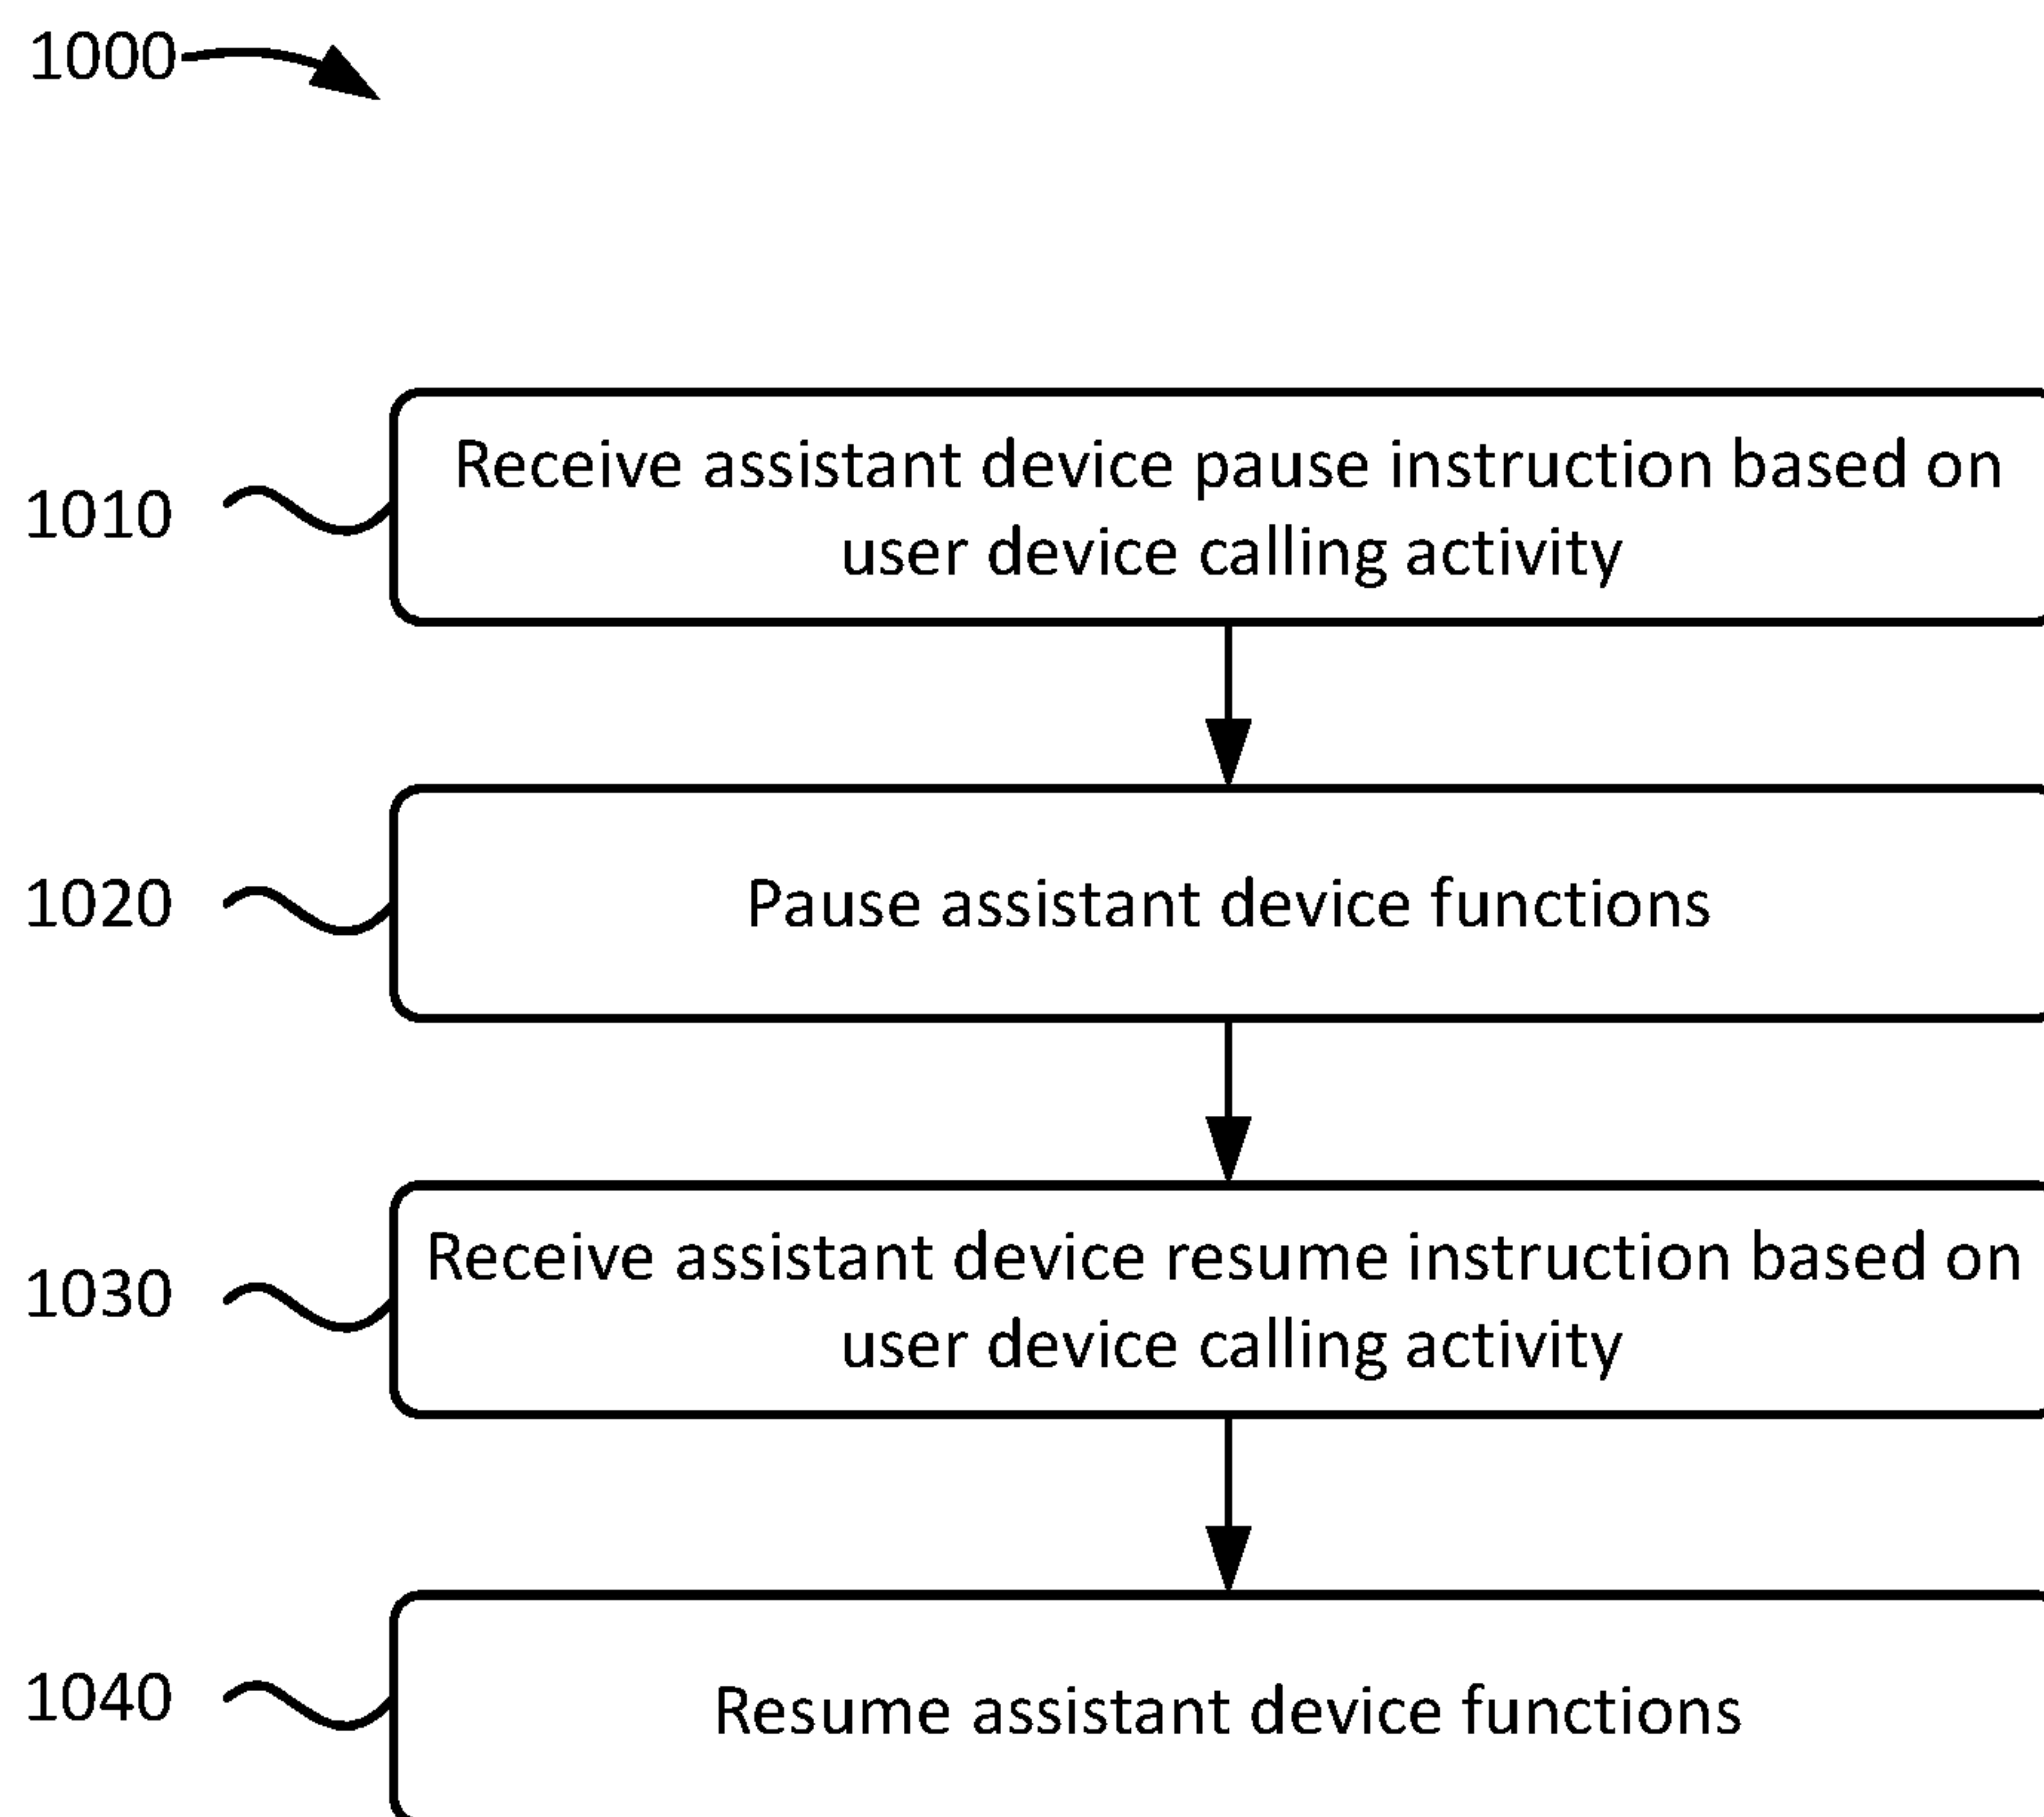 1000
1010
Receive assistant device pause instruction based on
user device calling activity
1020
Pause assistant device functions
1030
Receive assistant device resume instruction based on
user device calling activity
1040
Resume assistant device functions